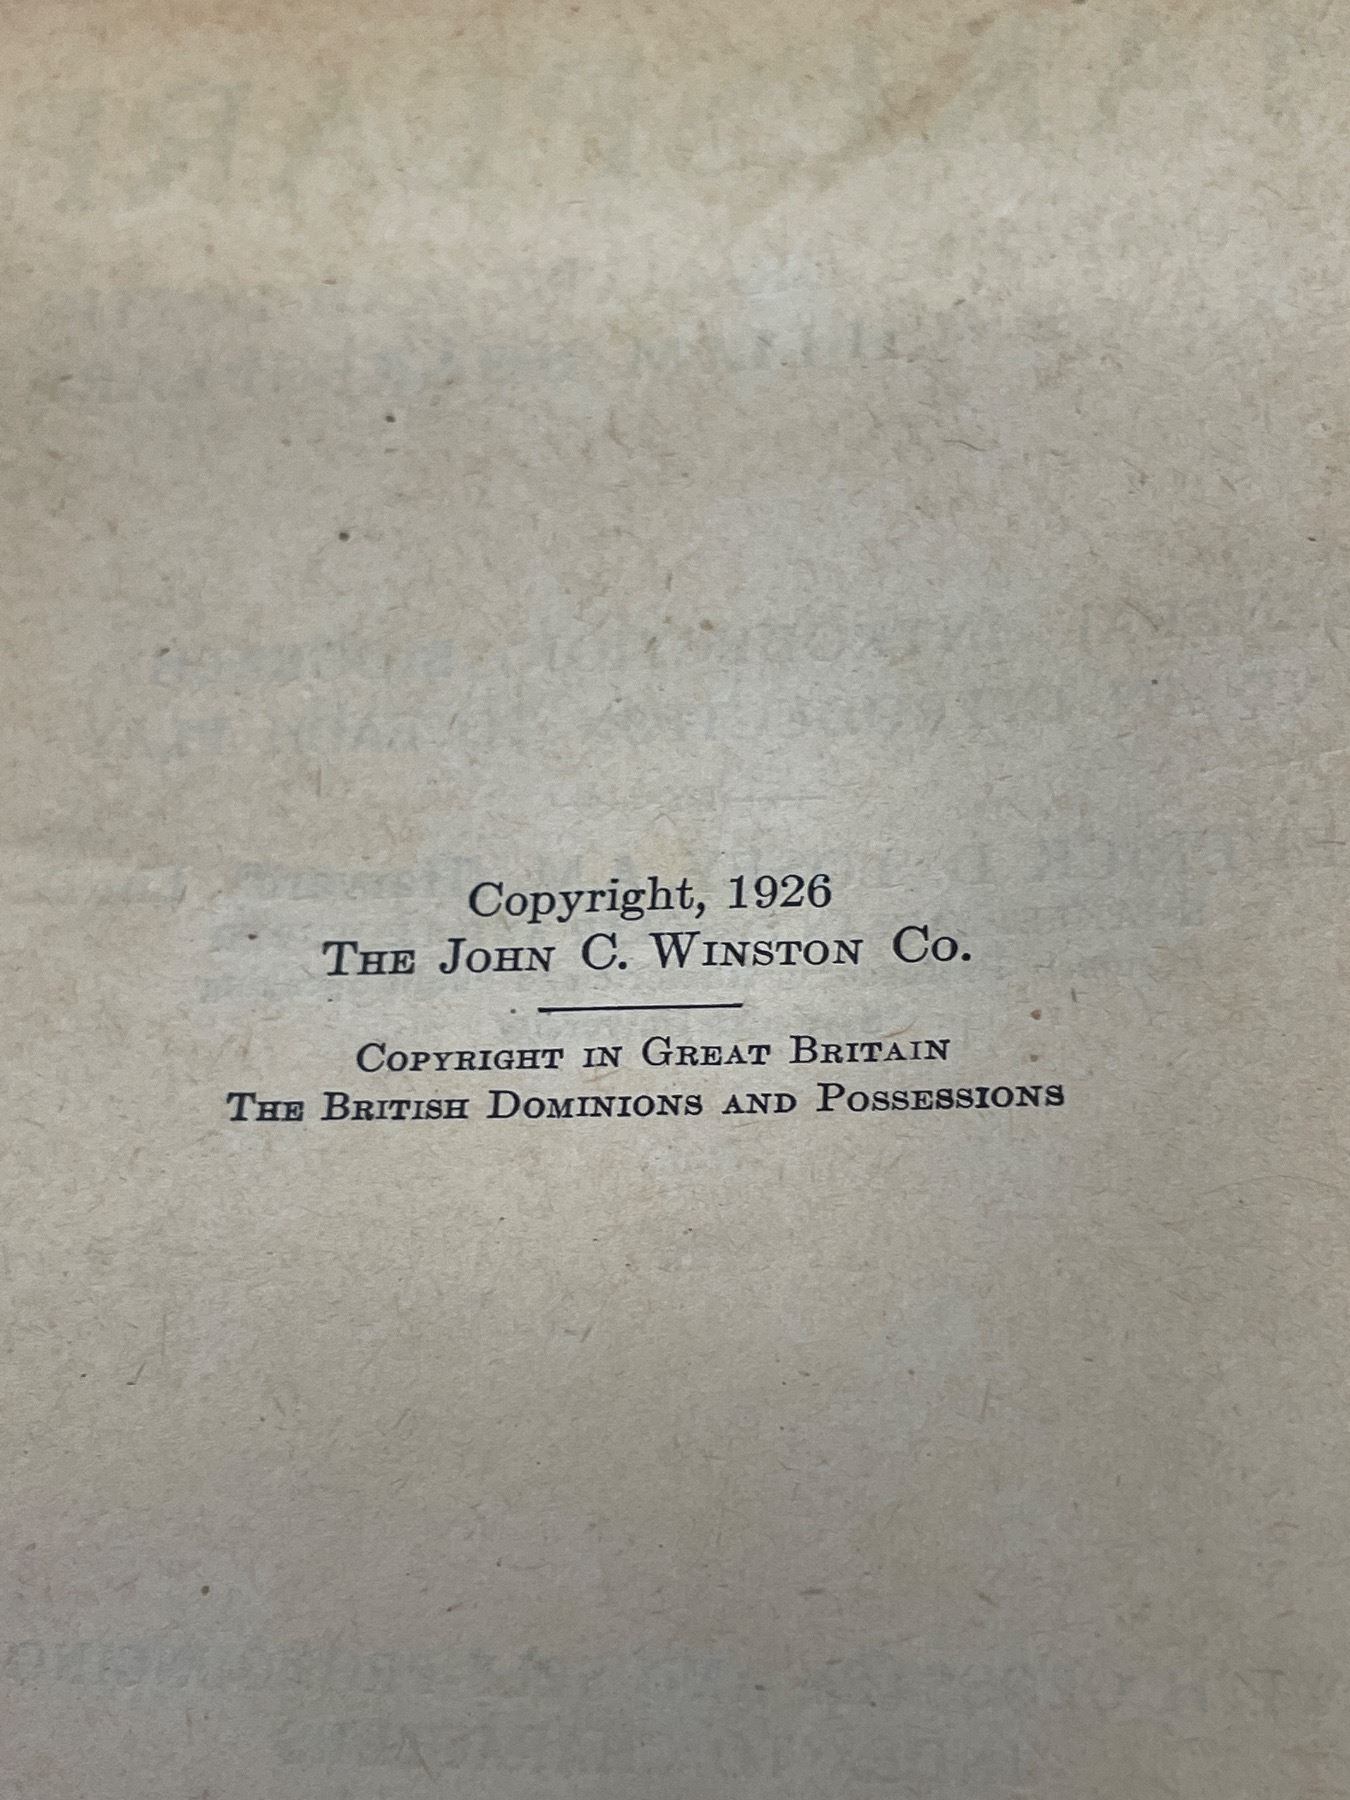 Copyright, 1926
THE JOHN C. WINSTON CO.
COPYRIGHT IN GREAT BRITAIN
THE BRITISH DOMINIONS AND POSSESSIONS